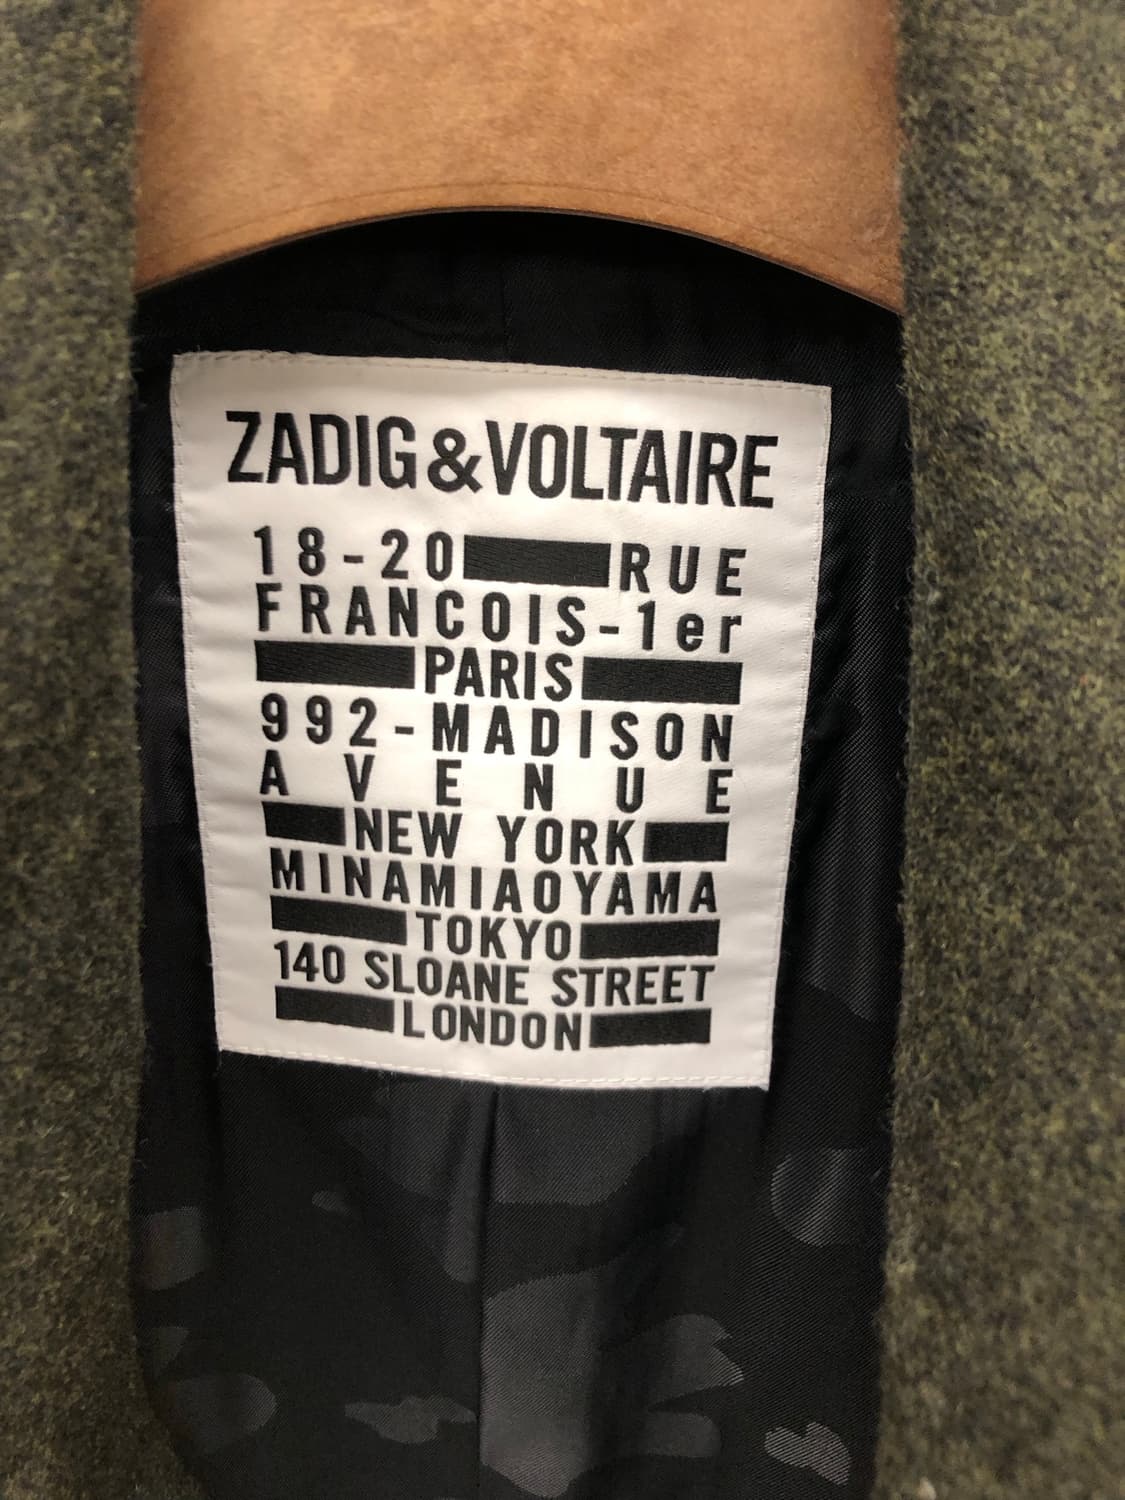 ZADIG&VOLTAIRE
18-20 RUE
FRANCOIS-1er
PARIS
992-MADISON
AVENUE
NEW YORK
MINAMIAOYAMA
TOKYO
140 SLOANE STREET
LONDON